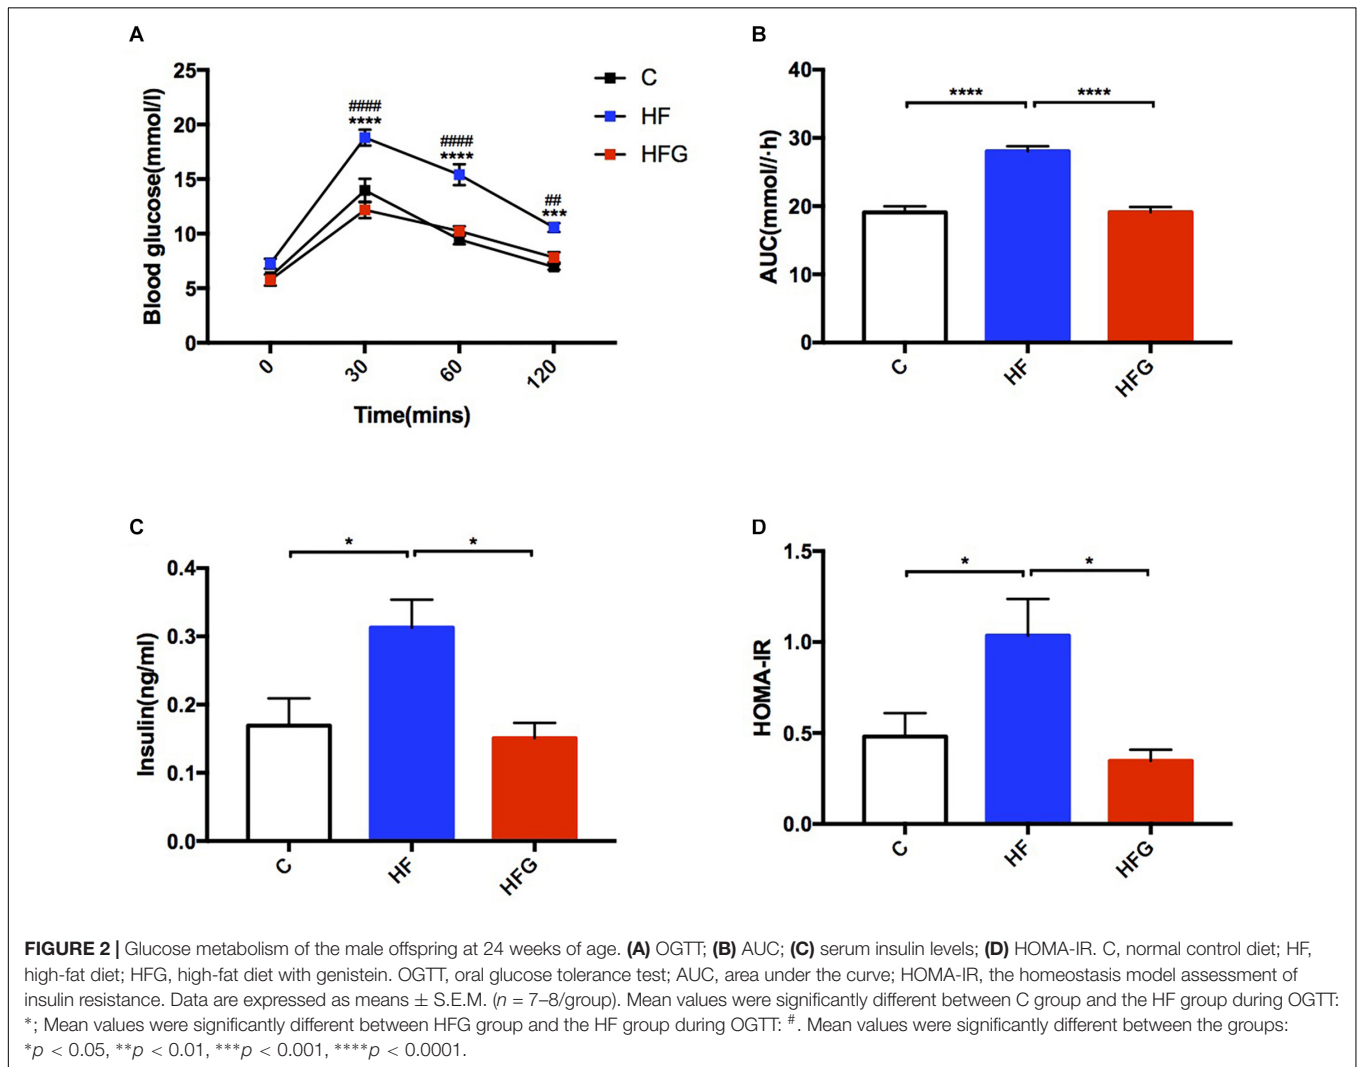 A
25
20
15
10
5
0
Blood glucose(mmol/l)
####
****
####
****
##
***
0
30
60
120
Time(mins)
C
HF
HFG
B
40
30
20
10
0
AUC(mmol//·h)
****
****
C
HF
HFG
C
0.4
0.3
0.2
0.1
0.0
Insulin(ng/ml)
*
*
C
HF
HFG
D
1.5
1.0
0.5
0.0
HOMA-IR
*
*
C
HF
HFG
FIGURE 2 | Glucose metabolism of the male offspring at 24 weeks of age. (A) OGTT; (B) AUC; (C) serum insulin levels; (D) HOMA-IR. C, normal control diet; HF,
high-fat diet; HFG, high-fat diet with genistein. OGTT, oral glucose tolerance test; AUC, area under the curve; HOMA-IR, the homeostasis model assessment of
insulin resistance. Data are expressed as means ± S.E.M. (n = 7–8/group). Mean values were significantly different between C group and the HF group during OGTT:
*; Mean values were significantly different between HFG group and the HF group during OGTT: #. Mean values were significantly different between the groups:
*p < 0.05, **p < 0.01, ***p < 0.001, ****p < 0.0001.